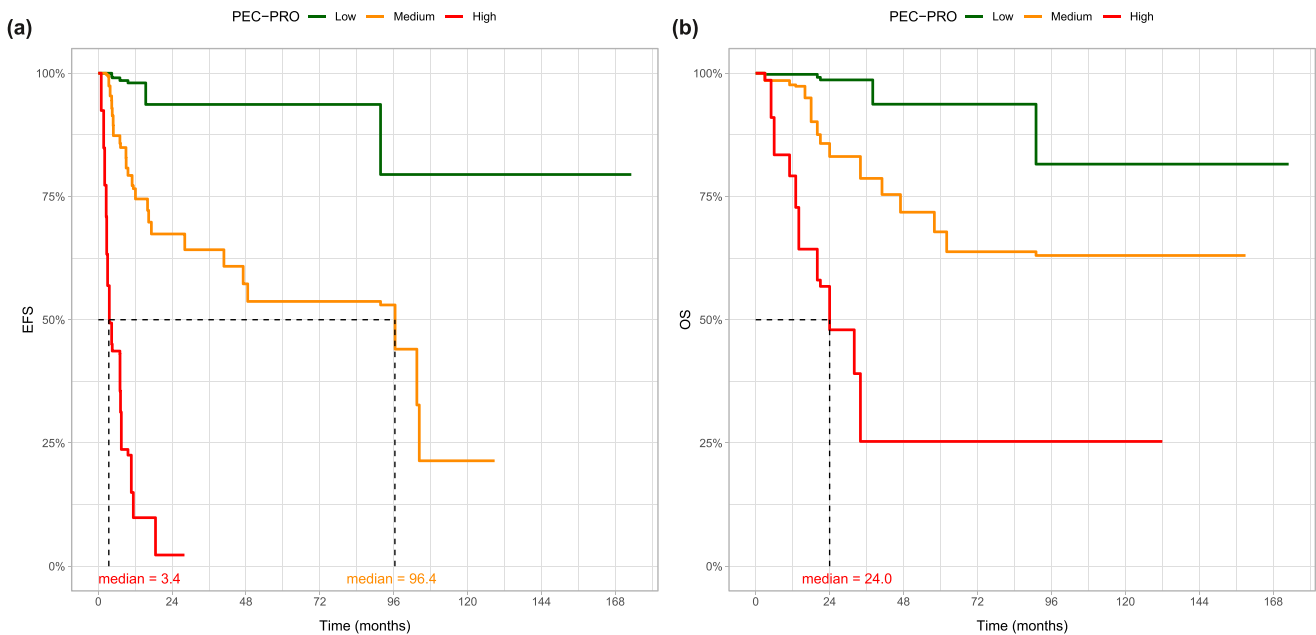 (a)
PEC−PRO Low Medium High
100%
75%
50%
25%
0%
EFS
median = 3.4 median = 96.4
0 24 48 72 96 120 144 168
Time (months)
(b)
PEC−PRO Low Medium High
100%
75%
50%
25%
0%
OS
median = 24.0
0 24 48 72 96 120 144 168
Time (months)